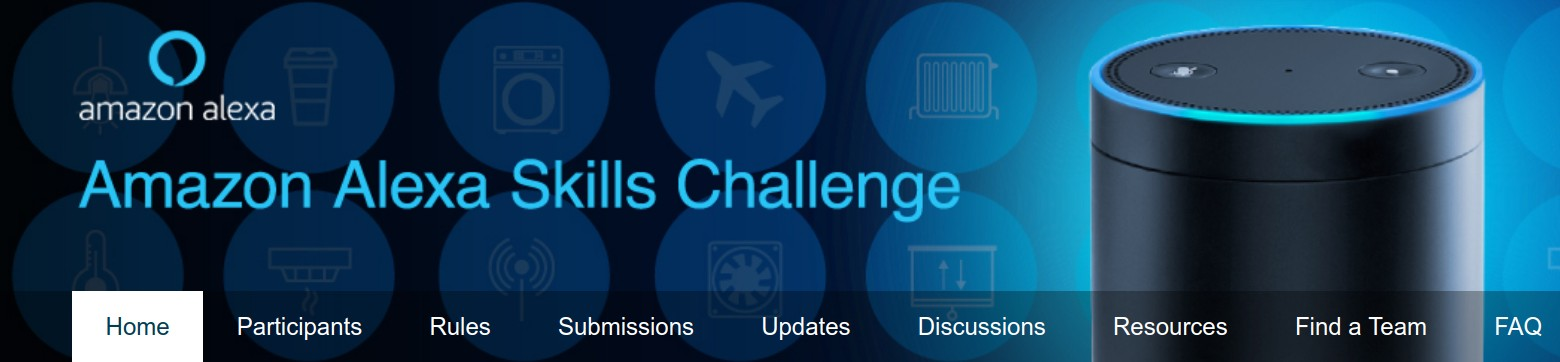 amazon alexa
Amazon Alexa Skills Challenge
Home Participants Rules Submissions Updates Discussions Resources Find a Team FAQ